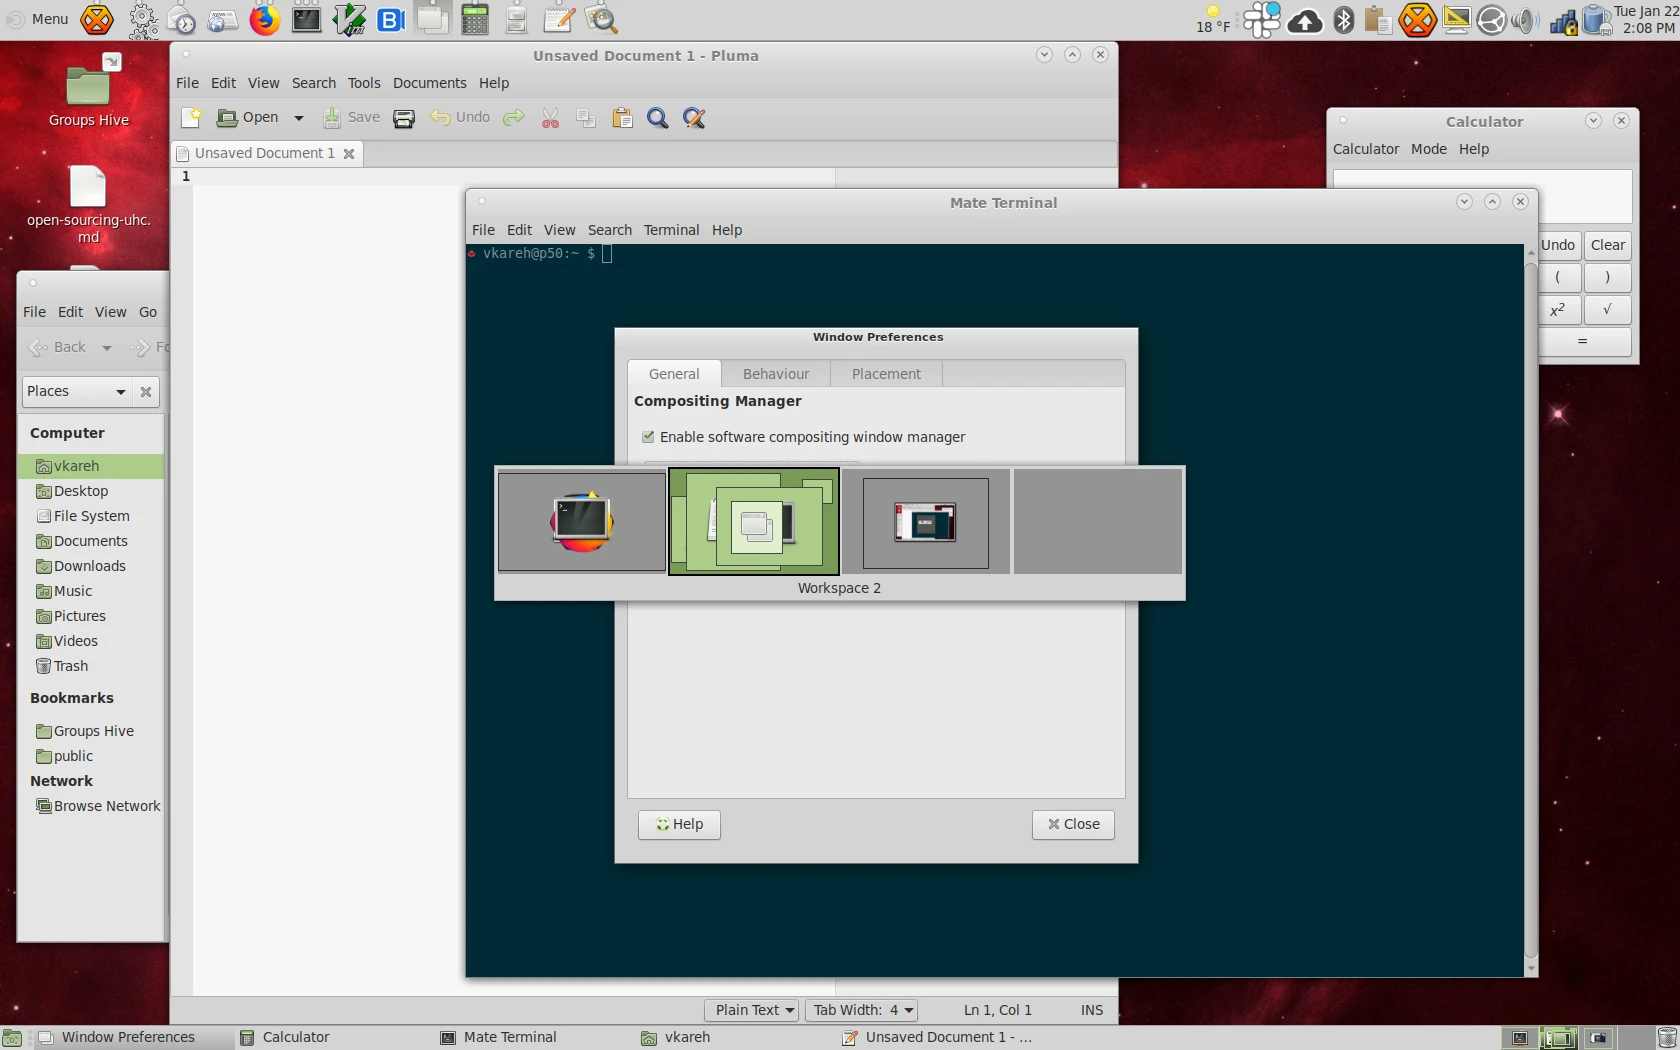 Menu
18 °F
Tue Jan 22
2:08 PM
Groups Hive
open-sourcing-uhc.
md
Unsaved Document 1 - Pluma
File Edit View Search Tools Documents Help
Open Save Undo
Unsaved Document 1
1
Calculator
Calculator Mode Help
Undo Clear
( )
x² √
=
Mate Terminal
File Edit View Search Terminal Help
vkareh@p50:~ $
File Edit View Go
Back Fo
Places
Computer
vkareh
Desktop
File System
Documents
Downloads
Music
Pictures
Videos
Trash
Bookmarks
Groups Hive
public
Network
Browse Network
Window Preferences
General Behaviour Placement
Compositing Manager
Enable software compositing window manager
Workspace 2
Help Close
Plain Text Tab Width: 4 Ln 1, Col 1 INS
Window Preferences Calculator Mate Terminal vkareh Unsaved Document 1 - ...